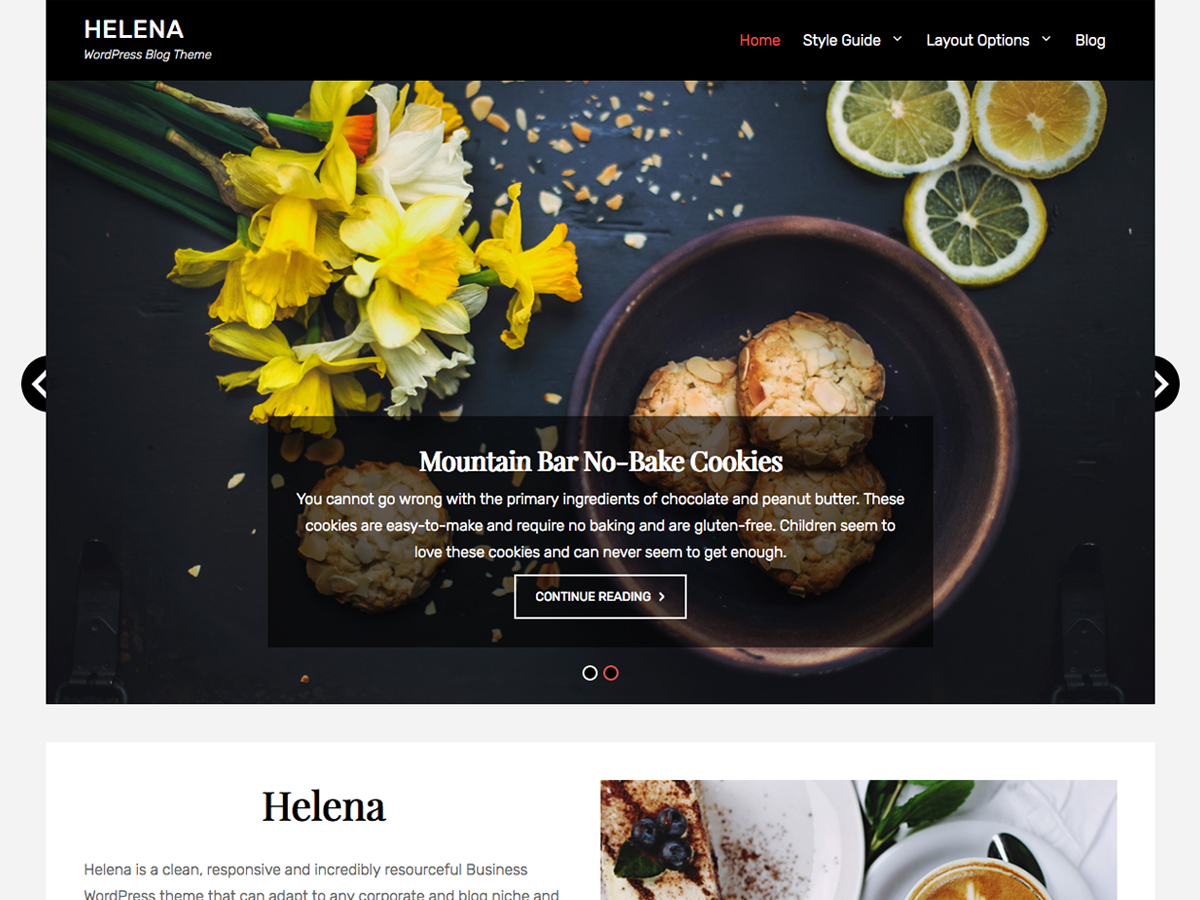 HELENA
WordPress Blog Theme
Home Style Guide Layout Options Blog
Mountain Bar No-Bake Cookies
You cannot go wrong with the primary ingredients of chocolate and peanut butter. These
cookies are easy-to-make and require no baking and are gluten-free. Children seem to
love these cookies and can never seem to get enough.
CONTINUE READING
Helena
Helena is a clean, responsive and incredibly resourceful Business
WordPress theme that can adapt to any corporate and blog niche and